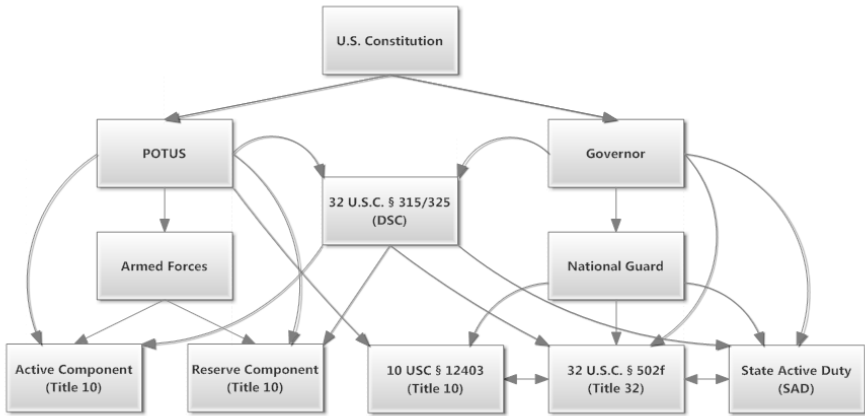 U.S. Constitution
POTUS
Governor
32 U.S.C. § 315/325
(DSC)
Armed Forces
National Guard
Active Component
(Title 10)
Reserve Component
(Title 10)
10 USC § 12403
(Title 10)
32 U.S.C. § 502f
(Title 32)
State Active Duty
(SAD)